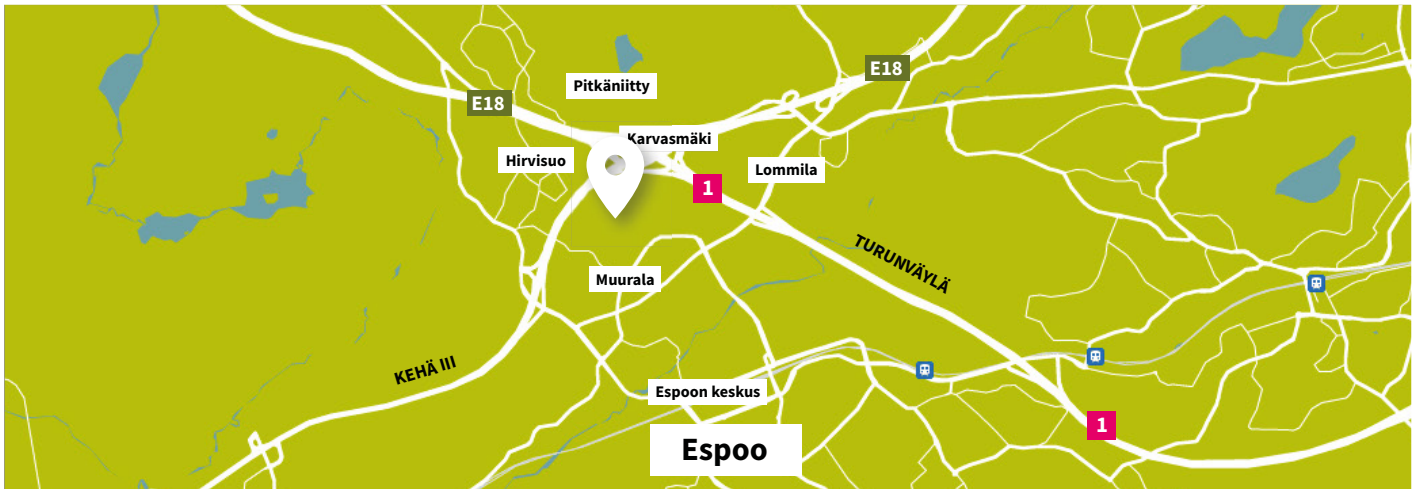 E18
Pitkäniitty
E18
Karvasmäki
Hirvisuo
Lommila
1
TURUNVÄYLÄ
Muurala
KEHÄ III
Espoon keskus
1
Espoo